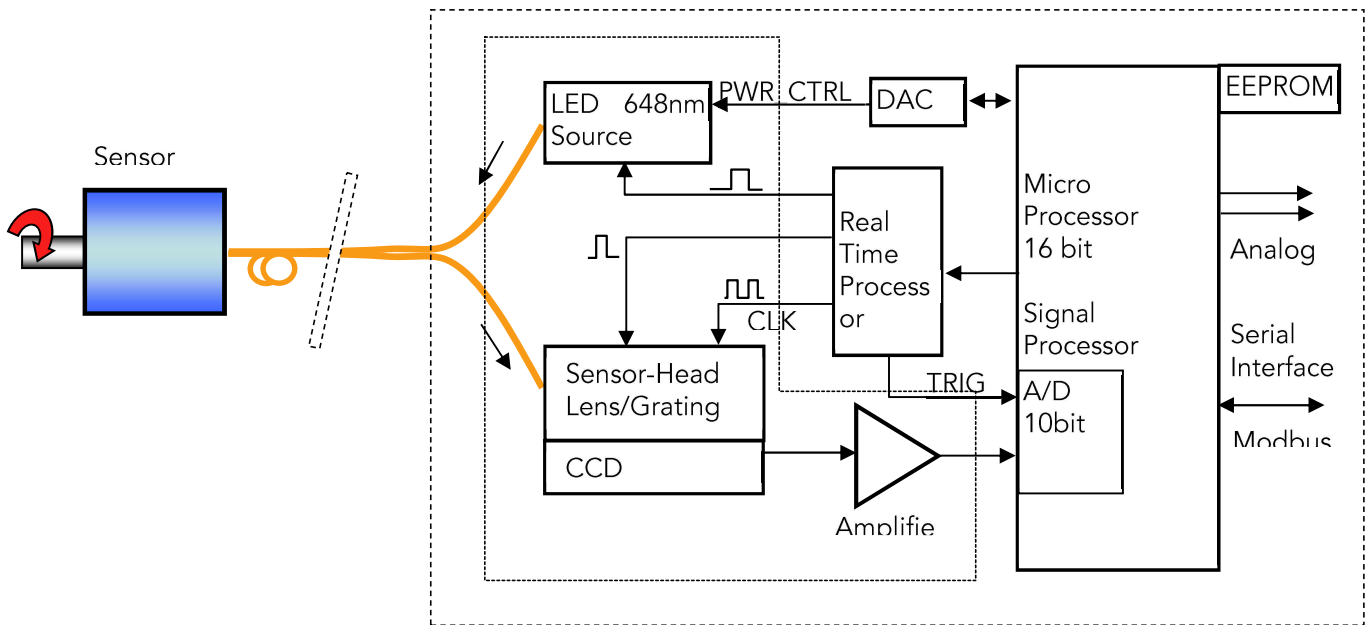 Sensor
LED 648nm
Source
PWR CTRL
DAC
EEPROM
Micro
Processor
16 bit
Signal
Processor
A/D
10bit
Real
Time
Process
or
CLK
TRIG
Sensor-Head
Lens/Grating
CCD
Amplifie
Analog
Serial
Interface
Modbus